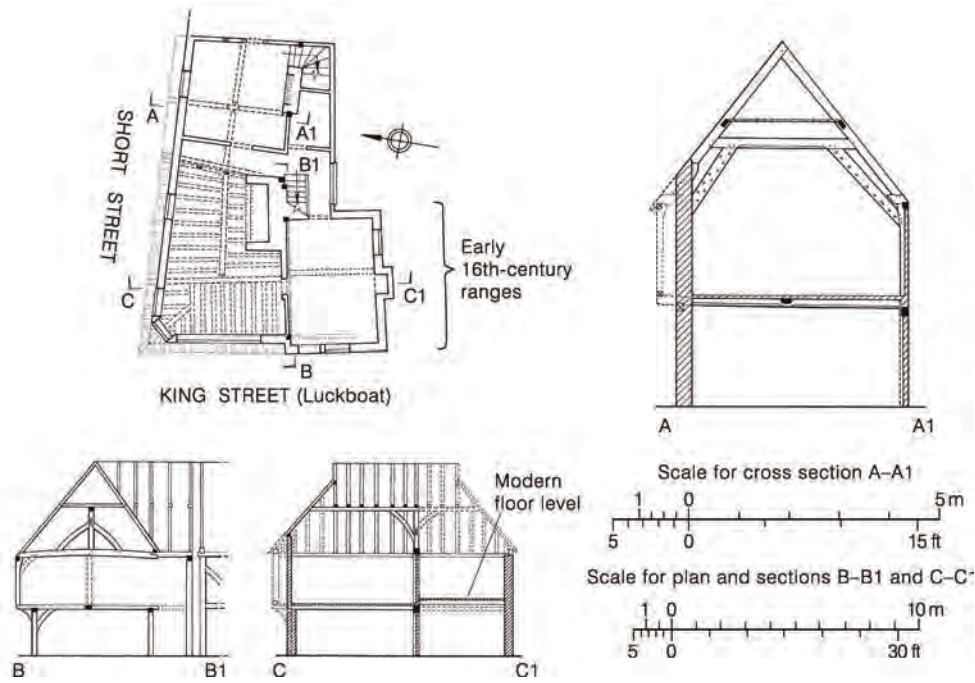 SHORT STREET
A
A1
B1
C
C1
B
Early
16th-century
ranges
KING STREET (Luckboat)
A
A1
Modern
floor level
B
B1
C
C1
Scale for cross section A–A1
1 0 5 m
5 0 15 ft
Scale for plan and sections B–B1 and C–C1
1 0 10 m
5 0 30 ft